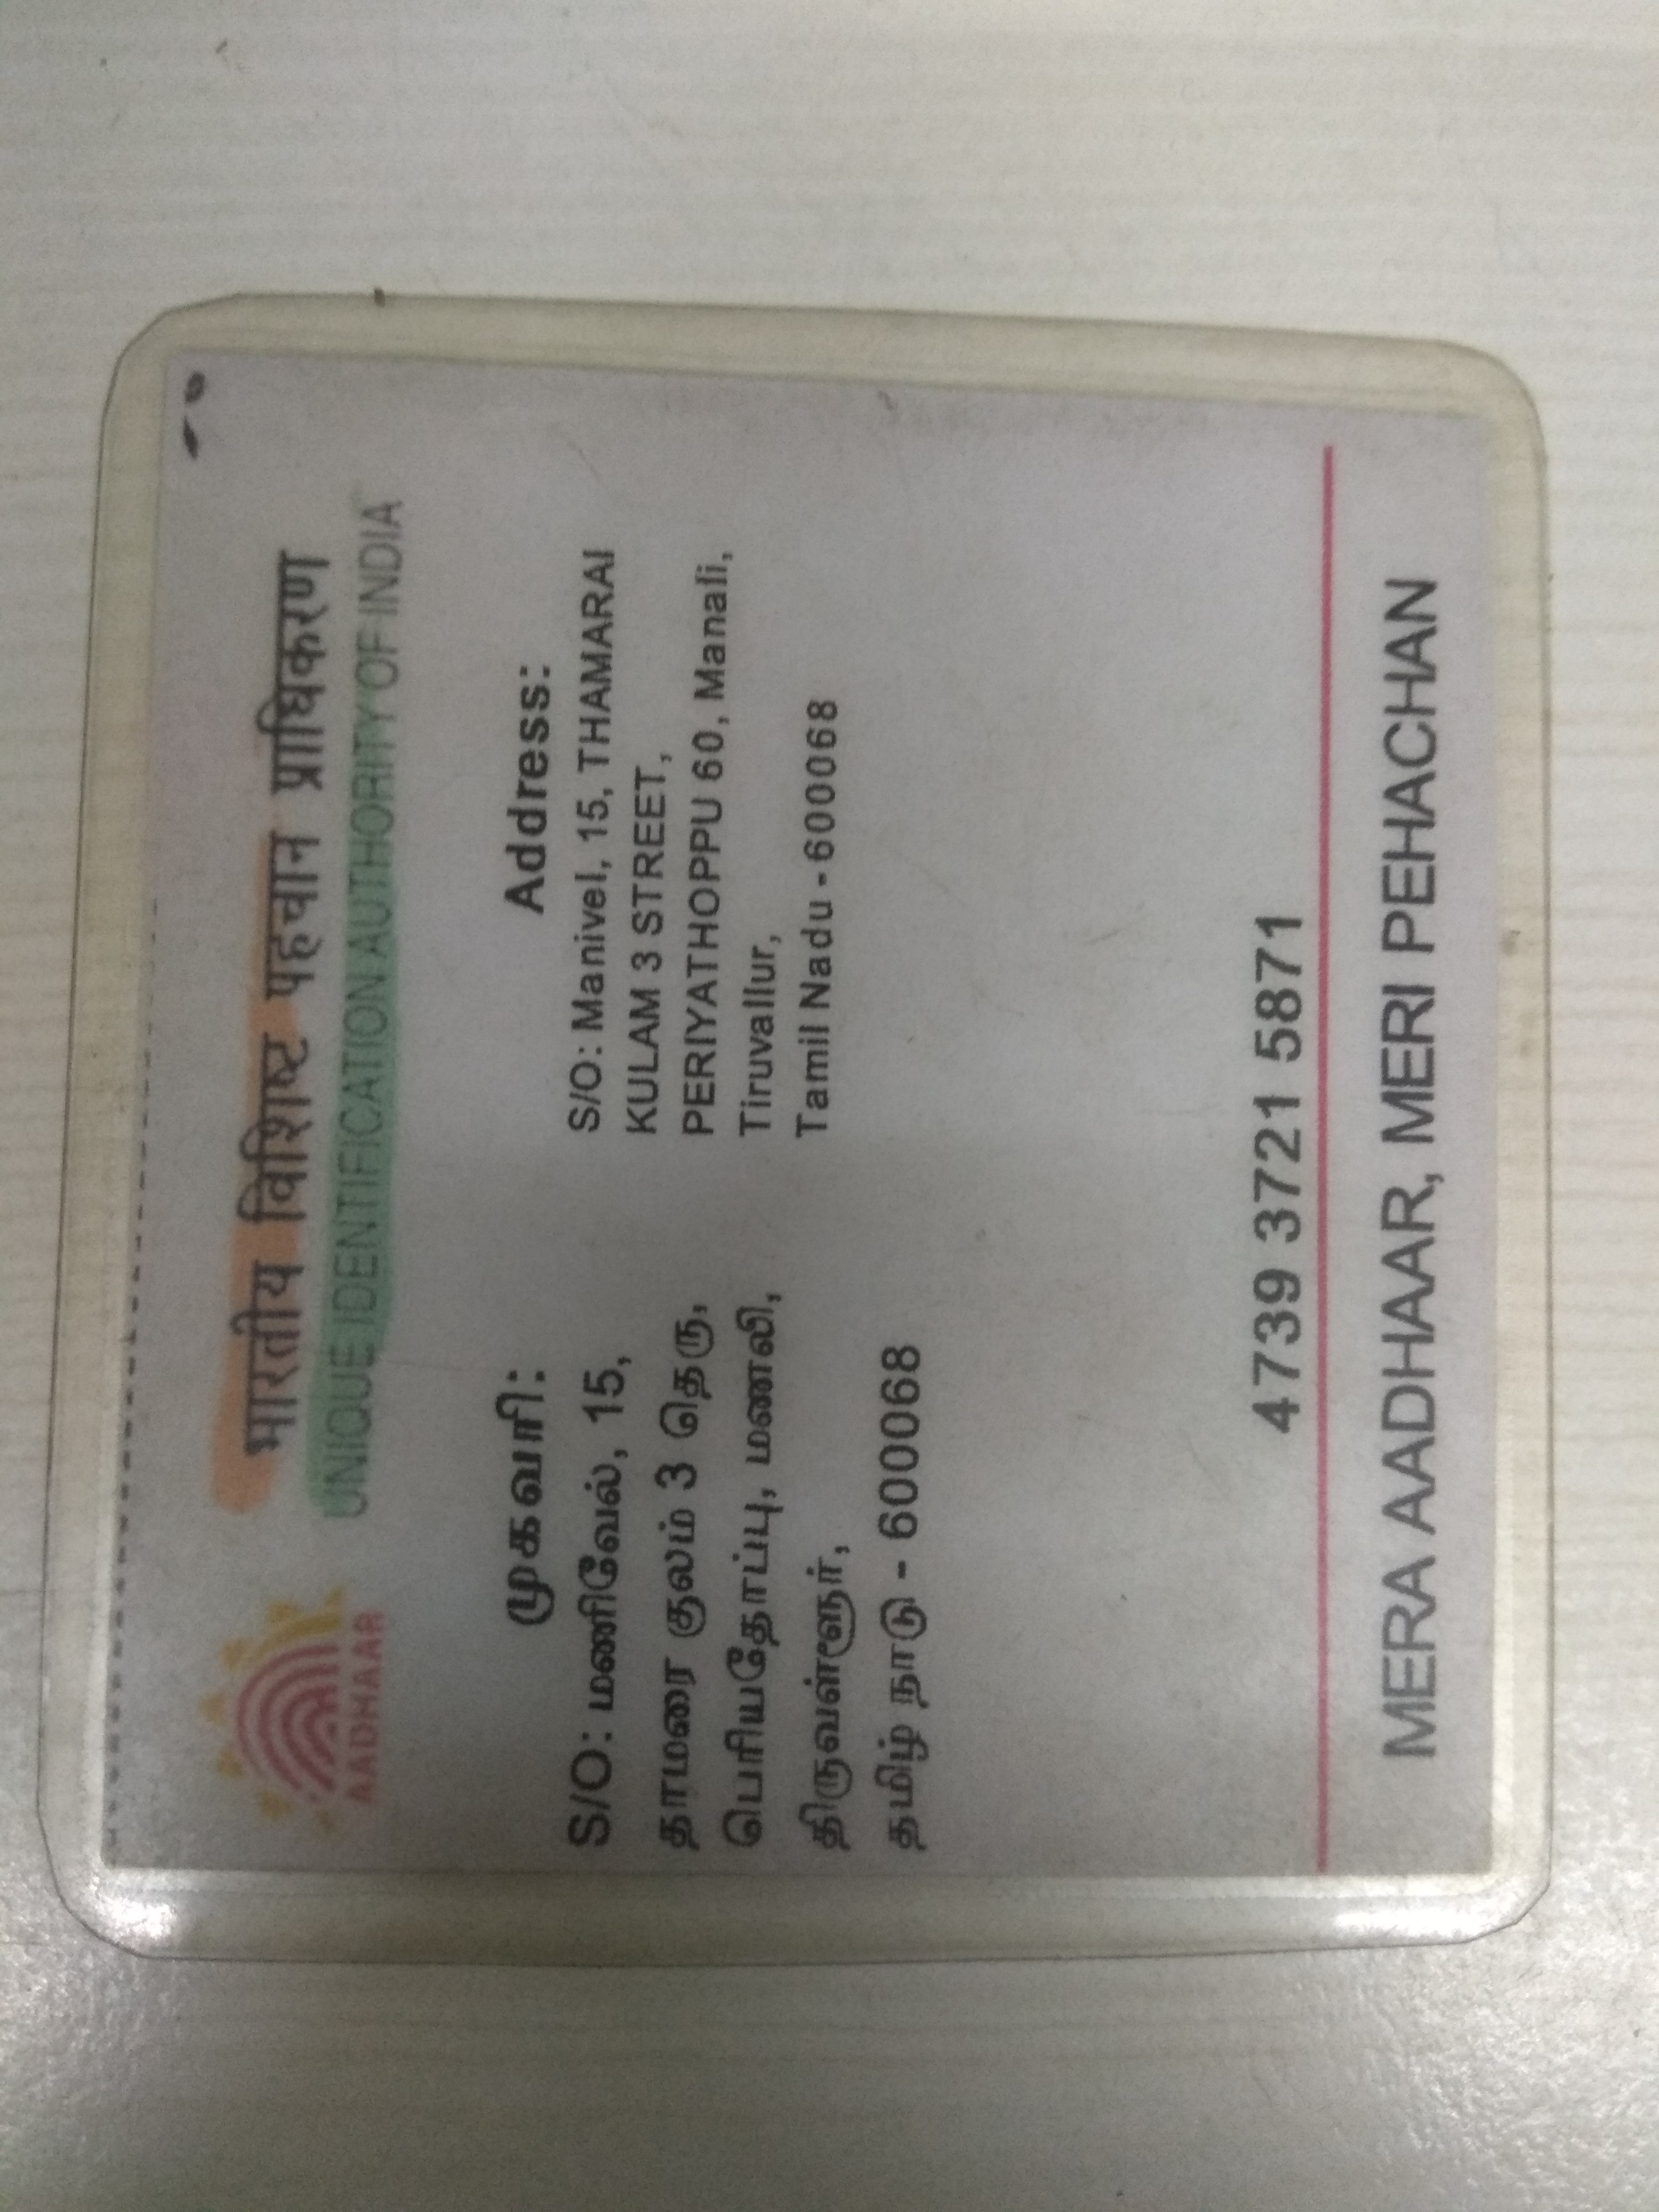 AADHAAR
भारतीय विशिष्ट पहचान प्राधिकरण
UNIQUE IDENTIFICATION AUTHORITY OF INDIA
முகவரி:
S/O: மணிவேல், 15,
தாமரை குலம் 3 தெரு,
பெரியதோப்பு, மணலி,
திருவள்ளூர்,
தமிழ் நாடு - 600068
Address:
S/O: Manivel, 15, THAMARAI
KULAM 3 STREET,
PERIYATHOPPU 60, Manali,
Tiruvallur,
Tamil Nadu - 600068
4739 3721 5871
MERA AADHAAR, MERI PEHACHAN